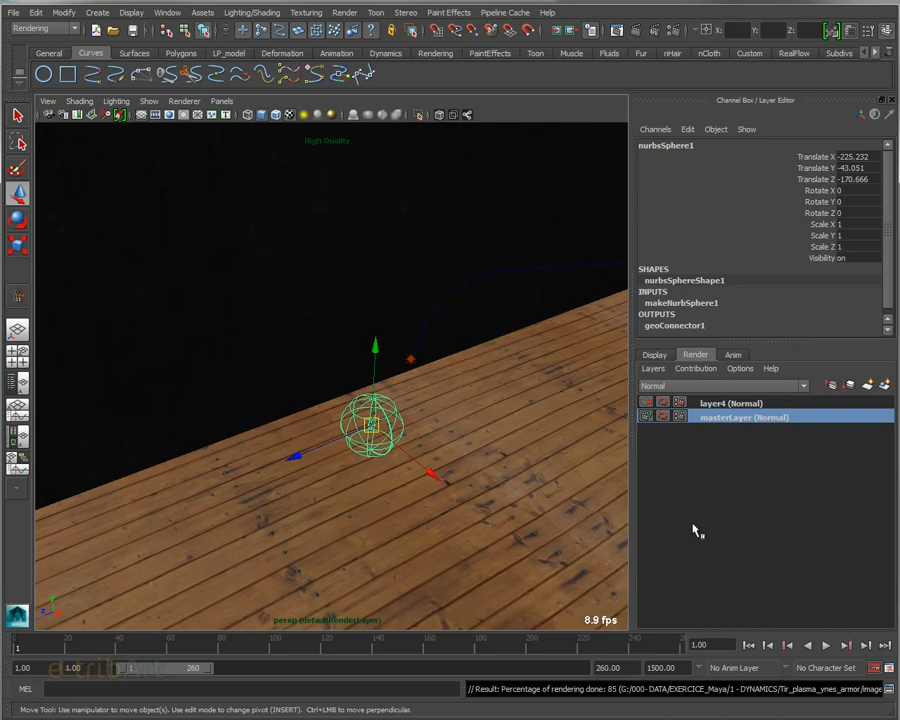 File Edit Modify Create Display Window Assets Lighting/Shading Texturing Render Toon Stereo Paint Effects Pipeline Cache Help
Rendering X: Y: Z:
General Curves Surfaces Polygons LP_model Deformation Animation Dynamics Rendering PaintEffects Toon Muscle Fluids Fur nHair nCloth Custom RealFlow Subdivs
Channel Box / Layer Editor
View Shading Lighting Show Renderer Panels
Channels Edit Object Show
High Quality
nurbsSphere1
Translate X -225.232
Translate Y -43.051
Translate Z -170.666
Rotate X 0
Rotate Y 0
Rotate Z 0
Scale X 1
Scale Y 1
Scale Z 1
Visibility on
SHAPES
nurbsSphereShape1
INPUTS
makeNurbSphere1
OUTPUTS
geoConnector1
Display Render Anim
Layers Contribution Options Help
Normal
layer4 (Normal)
masterLayer (Normal)
persp (defaultRenderLayer)
8.9 fps
1 20 40 60 80 100 120 140 160 180 200 220 240 1.00
1.00 1.00 1 260 260.00 1500.00 No Anim Layer No Character Set
MEL // Result: Percentage of rendering done: 85 (G:/000- DATA/EXERCICE_Maya/1 - DYNAMICS/Tir_plasma_ynes_armor/image
Move Tool: Use manipulator to move object(s). Use edit mode to change pivot (INSERT). Ctrl+LMB to move perpendicular.